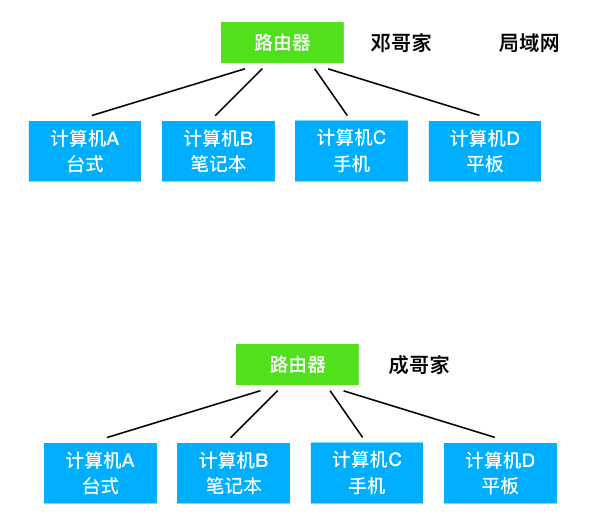 路由器 邓哥家 局域网
计算机A 计算机B 计算机C 计算机D
台式 笔记本 手机 平板
路由器 成哥家
计算机A 计算机B 计算机C 计算机D
台式 笔记本 手机 平板